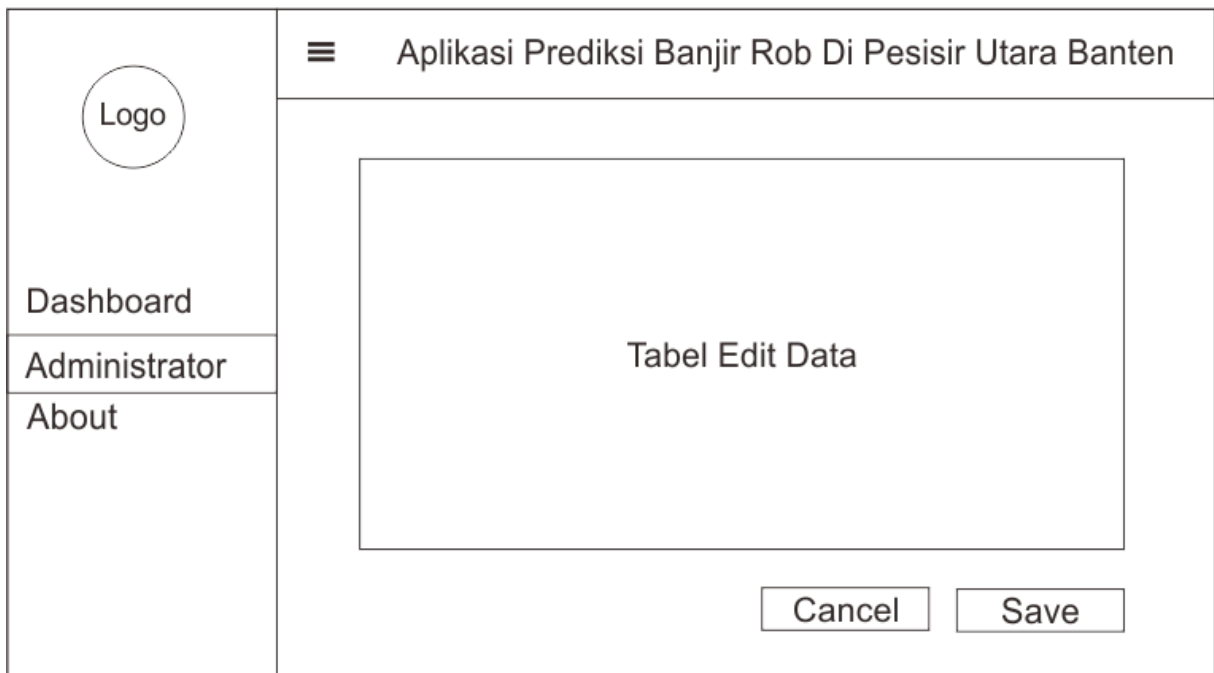 Logo
Dashboard
Administrator
About
Aplikasi Prediksi Banjir Rob Di Pesisir Utara Banten
Tabel Edit Data
Cancel
Save